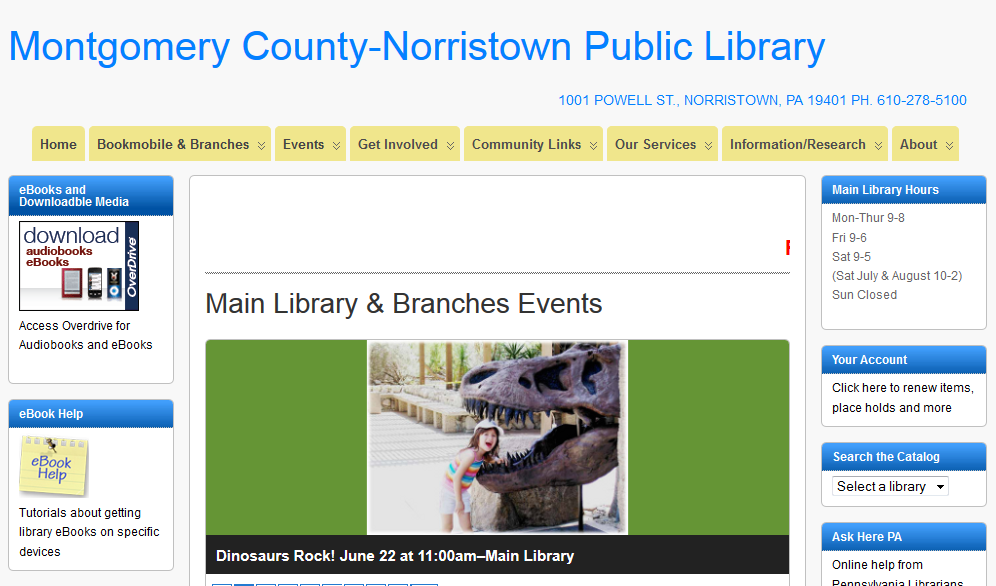 Montgomery County-Norristown Public Library
1001 POWELL ST., NORRISTOWN, PA 19401 PH. 610-278-5100
Home
Bookmobile & Branches
Events
Get Involved
Community Links
Our Services
Information/Research
About
eBooks and
Downloadble Media
download
audiobooks
eBooks
OverDrive
Access Overdrive for
Audiobooks and eBooks
eBook Help
eBook
Help
Tutorials about getting
library eBooks on specific
devices
Main Library & Branches Events
Dinosaurs Rock! June 22 at 11:00am–Main Library
Main Library Hours
Mon-Thur 9-8
Fri 9-6
Sat 9-5
(Sat July & August 10-2)
Sun Closed
Your Account
Click here to renew items,
place holds and more
Search the Catalog
Select a library
Ask Here PA
Online help from
Pennsylvania Librarians